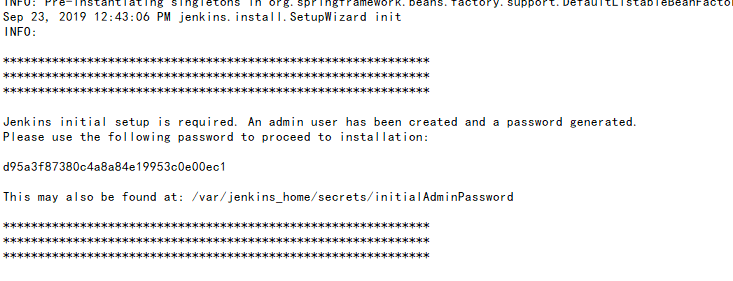 INFO: Pre-instantiating singletons in org.springframework.beans.factory.support.DefaultListableBeanFacto
Sep 23, 2019 12:43:06 PM jenkins.install.SetupWizard init
INFO:
*************************************************************
*************************************************************
*************************************************************
Jenkins initial setup is required. An admin user has been created and a password generated.
Please use the following password to proceed to installation:
d95a3f87380c4a8a84e19953c0e00ec1
This may also be found at: /var/jenkins_home/secrets/initialAdminPassword
*************************************************************
*************************************************************
*************************************************************